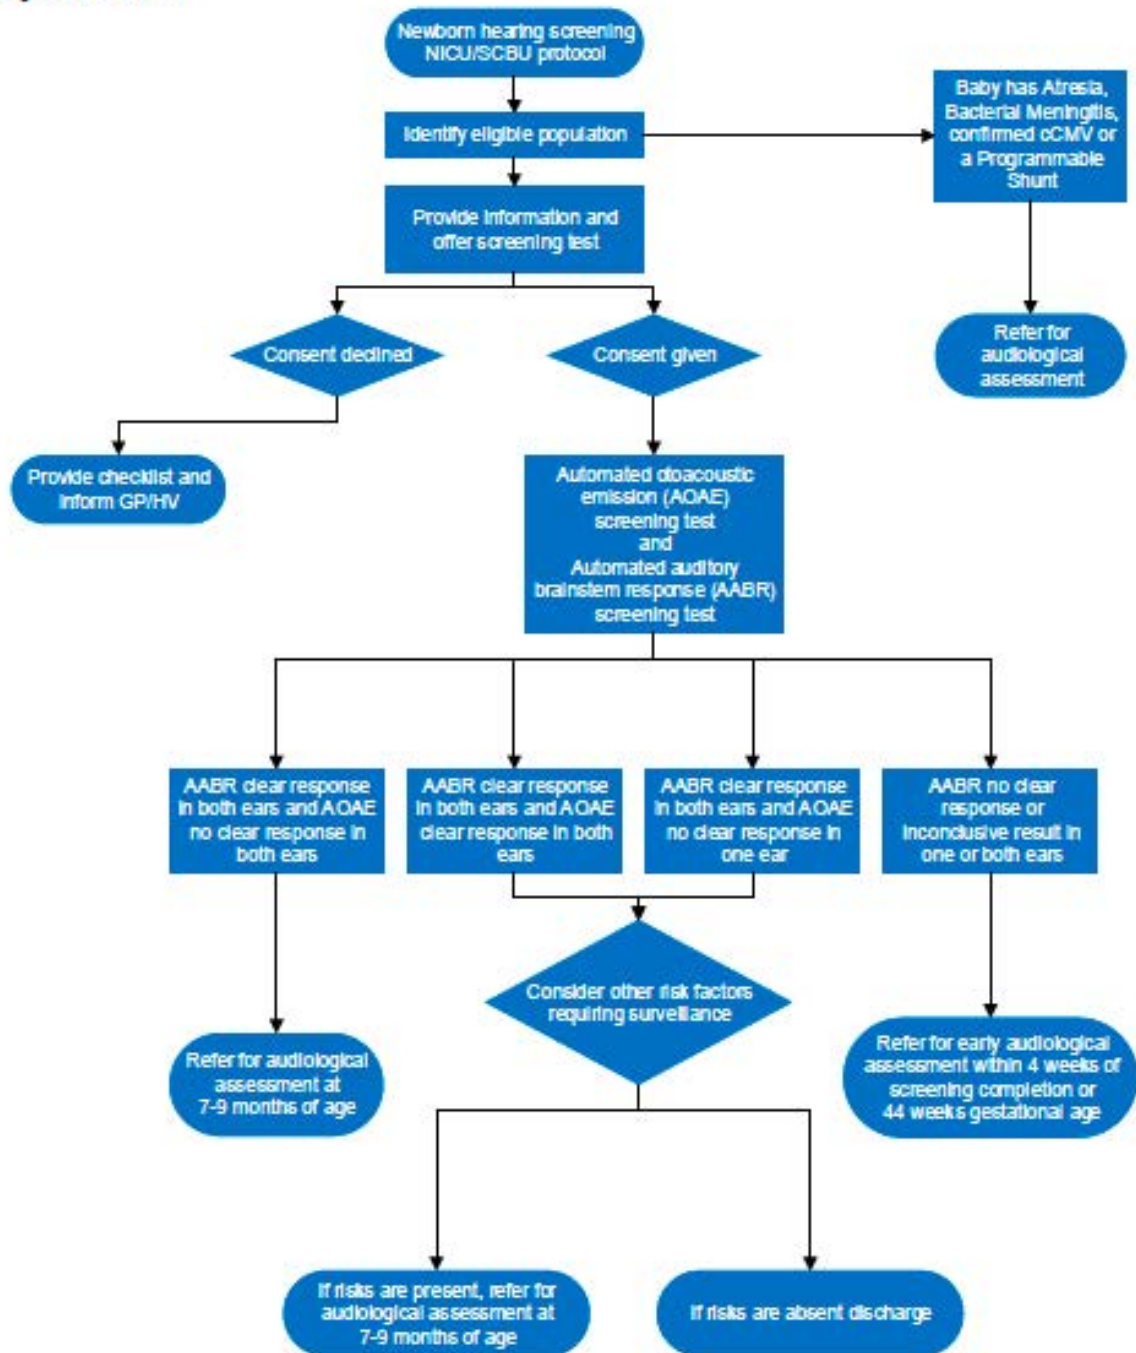 Newborn hearing screening
NICU/SCBU protocol
Identify eligible population
Baby has Atresia,
Bacterial Meningitis,
confirmed cCMV or
a Programmable
Shunt
Provide information and
offer screening test
Refer for
audiological
assessment
Consent declined
Consent given
Provide checklist and
inform GP/HV
Automated otoacoustic
emission (AOAE)
screening test
and
Automated auditory
brainstem response (AABR)
screening test
AABR clear response
in both ears and AOAE
no clear response in
both ears
AABR clear response
in both ears and AOAE
clear response in both
ears
AABR clear response
in both ears and AOAE
no clear response in
one ear
AABR no clear
response or
inconclusive result in
one or both ears
Consider other risk factors
requiring surveillance
Refer for audiological
assessment at
7-9 months of age
Refer for early audiological
assessment within 4 weeks of
screening completion or
44 weeks gestational age
If risks are present, refer for
audiological assessment at
7-9 months of age
If risks are absent discharge